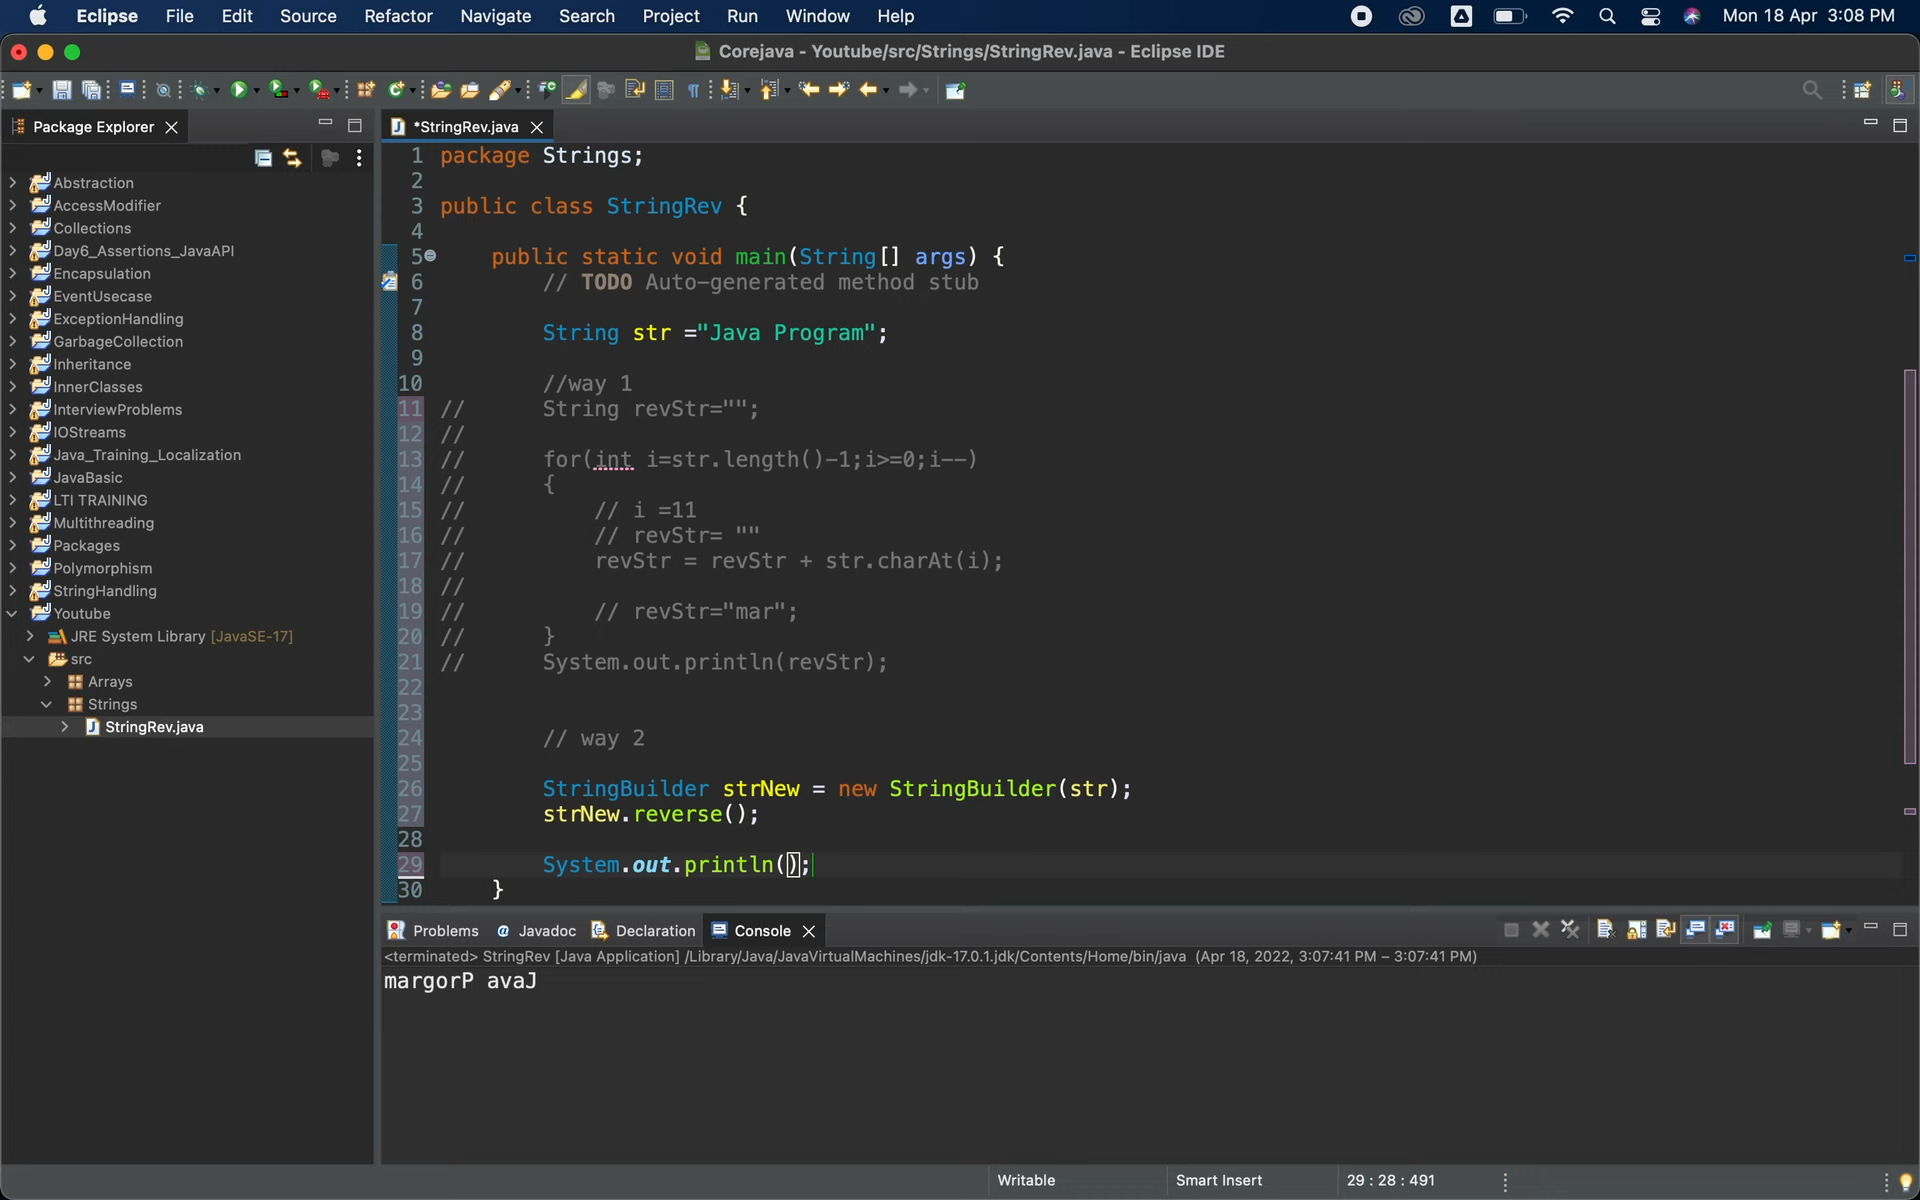 Eclipse File Edit Source Refactor Navigate Search Project Run Window Help Mon 18 Apr 3:08 PM
Corejava - Youtube/src/Strings/StringRev.java - Eclipse IDE
Package Explorer
Abstraction
AccessModifier
Collections
Day6_Assertions_JavaAPI
Encapsulation
EventUsecase
ExceptionHandling
GarbageCollection
Inheritance
InnerClasses
InterviewProblems
IOStreams
Java_Training_Localization
JavaBasic
LTI TRAINING
Multithreading
Packages
Polymorphism
StringHandling
Youtube
JRE System Library [JavaSE-17]
src
Arrays
Strings
StringRev.java
*StringRev.java
1 package Strings;
2
3 public class StringRev {
4
5 public static void main(String[] args) {
6 // TODO Auto-generated method stub
7
8 String str ="Java Program";
9
10 //way 1
11 // String revStr="";
12 //
13 // for(int i=str.length()-1;i>=0;i--)
14 // {
15 // // i =11
16 // // revStr= ""
17 // revStr = revStr + str.charAt(i);
18 //
19 // // revStr="mar";
20 // }
21 // System.out.println(revStr);
22
23
24 // way 2
25
26 StringBuilder strNew = new StringBuilder(str);
27 strNew.reverse();
28
29 System.out.println();
30 }
Problems Javadoc Declaration Console
<terminated> StringRev [Java Application] /Library/Java/JavaVirtualMachines/jdk-17.0.1.jdk/Contents/Home/bin/java (Apr 18, 2022, 3:07:41 PM – 3:07:41 PM)
margorP avaJ
Writable Smart Insert 29 : 28 : 491